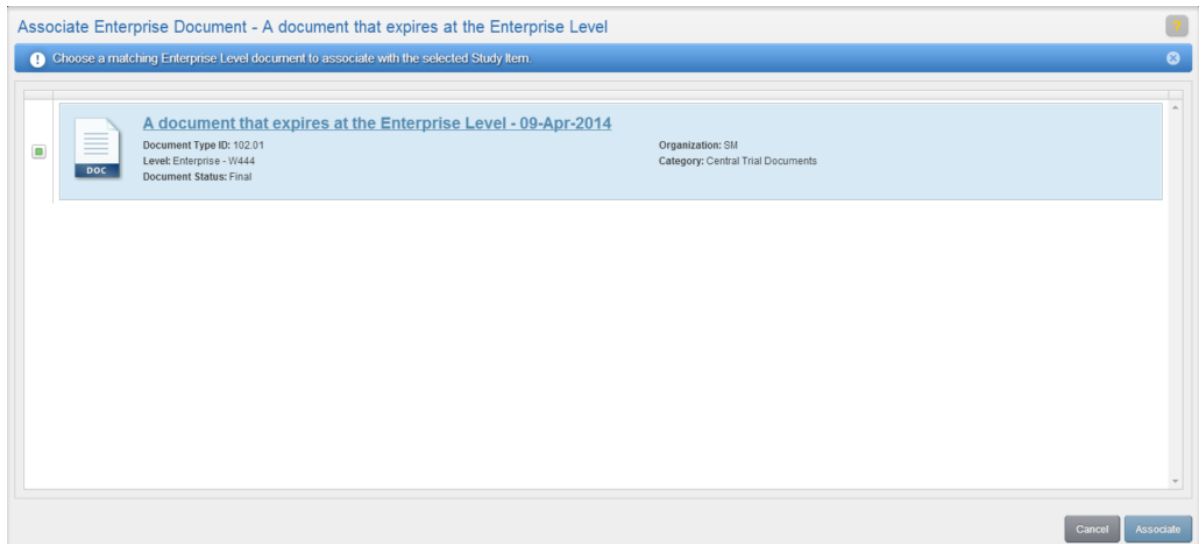 Associate Enterprise Document - A document that expires at the Enterprise Level
?
! Choose a matching Enterprise Level document to associate with the selected Study Item.
A document that expires at the Enterprise Level - 09-Apr-2014
Document Type ID: 102.01
Organization: SM
Level: Enterprise - W444
Category: Central Trial Documents
Document Status: Final
DOC
Cancel
Associate